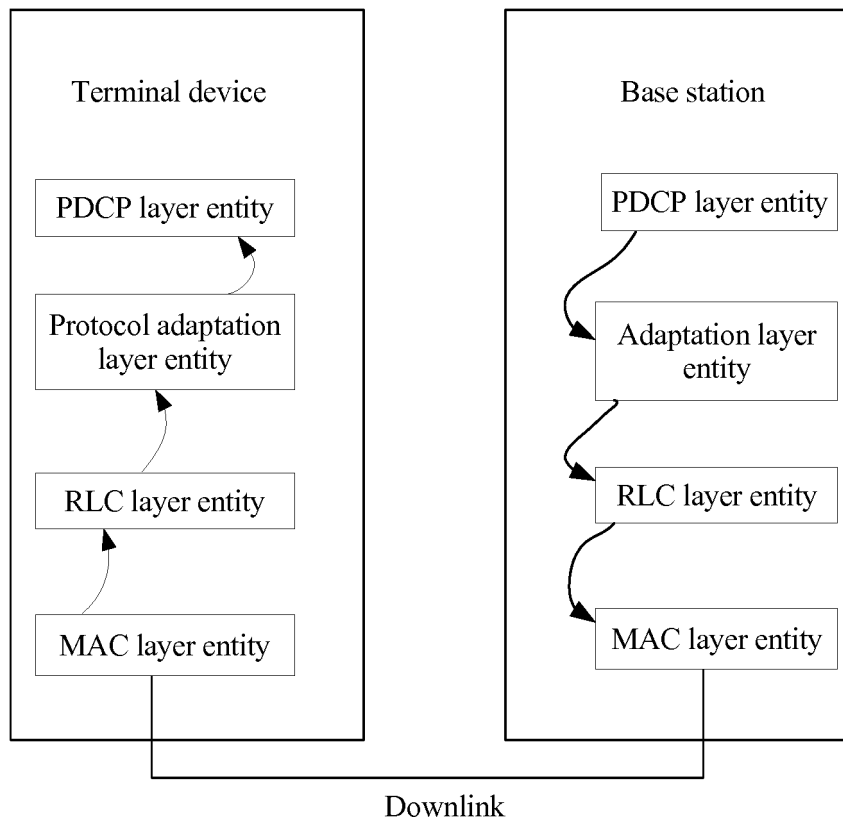 Terminal device
PDCP layer entity
Protocol adaptation
layer entity
RLC layer entity
MAC layer entity
Base station
PDCP layer entity
Adaptation layer
entity
RLC layer entity
MAC layer entity
Downlink